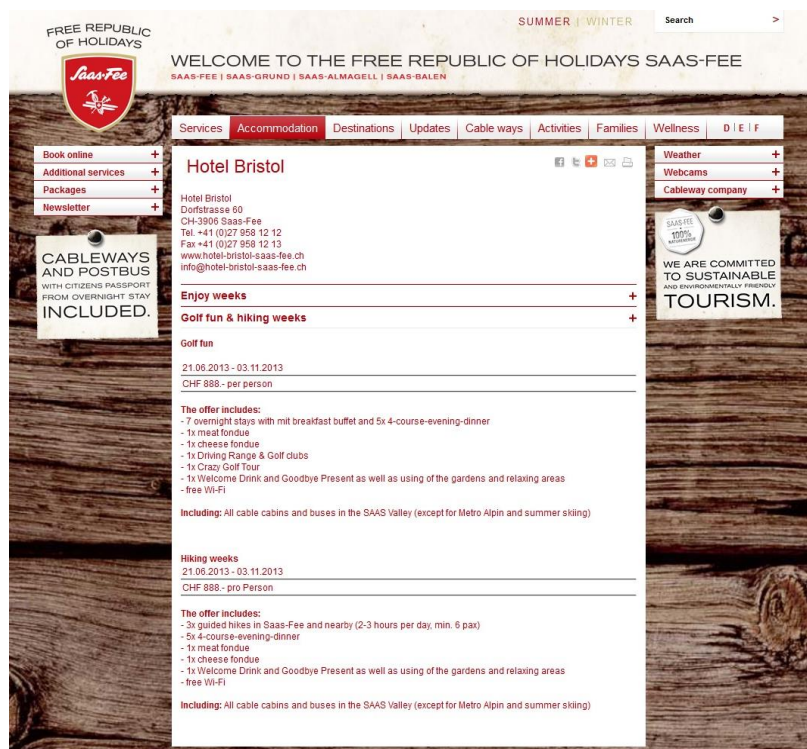 FREE REPUBLIC
OF HOLIDAYS
Saas-Fee
SUMMER | WINTER
Search >
WELCOME TO THE FREE REPUBLIC OF HOLIDAYS SAAS-FEE
SAAS-FEE | SAAS-GRUND | SAAS-ALMAGELL | SAAS-BALEN
Services Accommodation Destinations Updates Cable ways Activities Families Wellness D | E | F
Book online +
Additional services +
Packages +
Newsletter +
CABLEWAYS
AND POSTBUS
WITH CITIZENS PASSPORT
FROM OVERNIGHT STAY
INCLUDED.
Hotel Bristol
Hotel Bristol
Dorfstrasse 60
CH-3906 Saas-Fee
Tel. +41 (0)27 958 12 12
Fax +41 (0)27 958 12 13
www.hotel-bristol-saas-fee.ch
info@hotel-bristol-saas-fee.ch
Enjoy weeks +
Golf fun & hiking weeks +
Golf fun
21.06.2013 - 03.11.2013
CHF 888.- per person
The offer includes:
- 7 overnight stays with mit breakfast buffet and 5x 4-course-evening-dinner
- 1x meat fondue
- 1x cheese fondue
- 1x Driving Range & Golf clubs
- 1x Crazy Golf Tour
- 1x Welcome Drink and Goodbye Present as well as using of the gardens and relaxing areas
- free Wi-Fi
Including: All cable cabins and buses in the SAAS Valley (except for Metro Alpin and summer skiing)
Hiking weeks
21.06.2013 - 03.11.2013
CHF 888.- pro Person
The offer includes:
- 3x guided hikes in Saas-Fee and nearby (2-3 hours per day, min. 6 pax)
- 5x 4-course-evening-dinner
- 1x meat fondue
- 1x cheese fondue
- 1x Welcome Drink and Goodbye Present as well as using of the gardens and relaxing areas
- free Wi-Fi
Including: All cable cabins and buses in the SAAS Valley (except for Metro Alpin and summer skiing)
Weather +
Webcams +
Cableway company +
SAAS-FEE
100%
WE ARE COMMITTED
TO SUSTAINABLE
AND ENVIRONMENTALLY FRIENDLY
TOURISM.